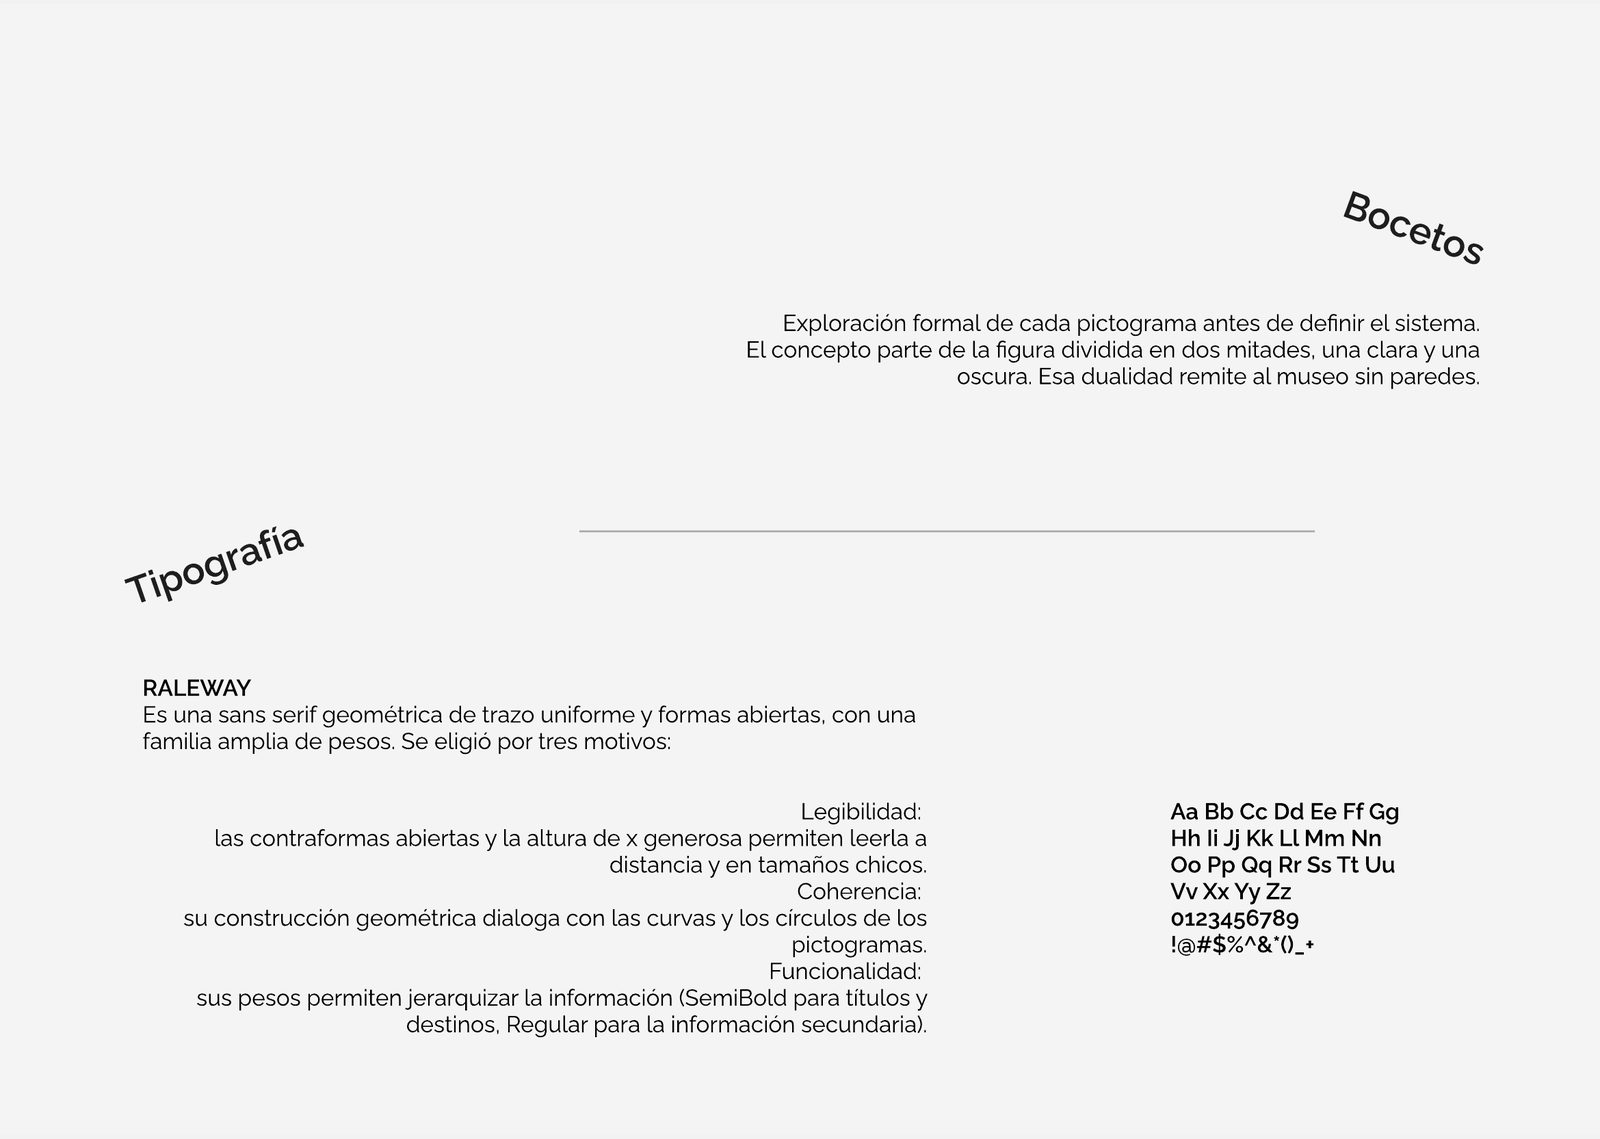 Bocetos
Exploración formal de cada pictograma antes de definir el sistema.
El concepto parte de la figura dividida en dos mitades, una clara y una
oscura. Esa dualidad remite al museo sin paredes.
Tipografía
RALEWAY
Es una sans serif geométrica de trazo uniforme y formas abiertas, con una
familia amplia de pesos. Se eligió por tres motivos:
Legibilidad:
las contraformas abiertas y la altura de x generosa permiten leerla a
distancia y en tamaños chicos.
Coherencia:
su construcción geométrica dialoga con las curvas y los círculos de los
pictogramas.
Funcionalidad:
sus pesos permiten jerarquizar la información (SemiBold para títulos y
destinos, Regular para la información secundaria).
Aa Bb Cc Dd Ee Ff Gg
Hh Ii Jj Kk Ll Mm Nn
Oo Pp Qq Rr Ss Tt Uu
Vv Xx Yy Zz
0123456789
!@#$%^&*()_+